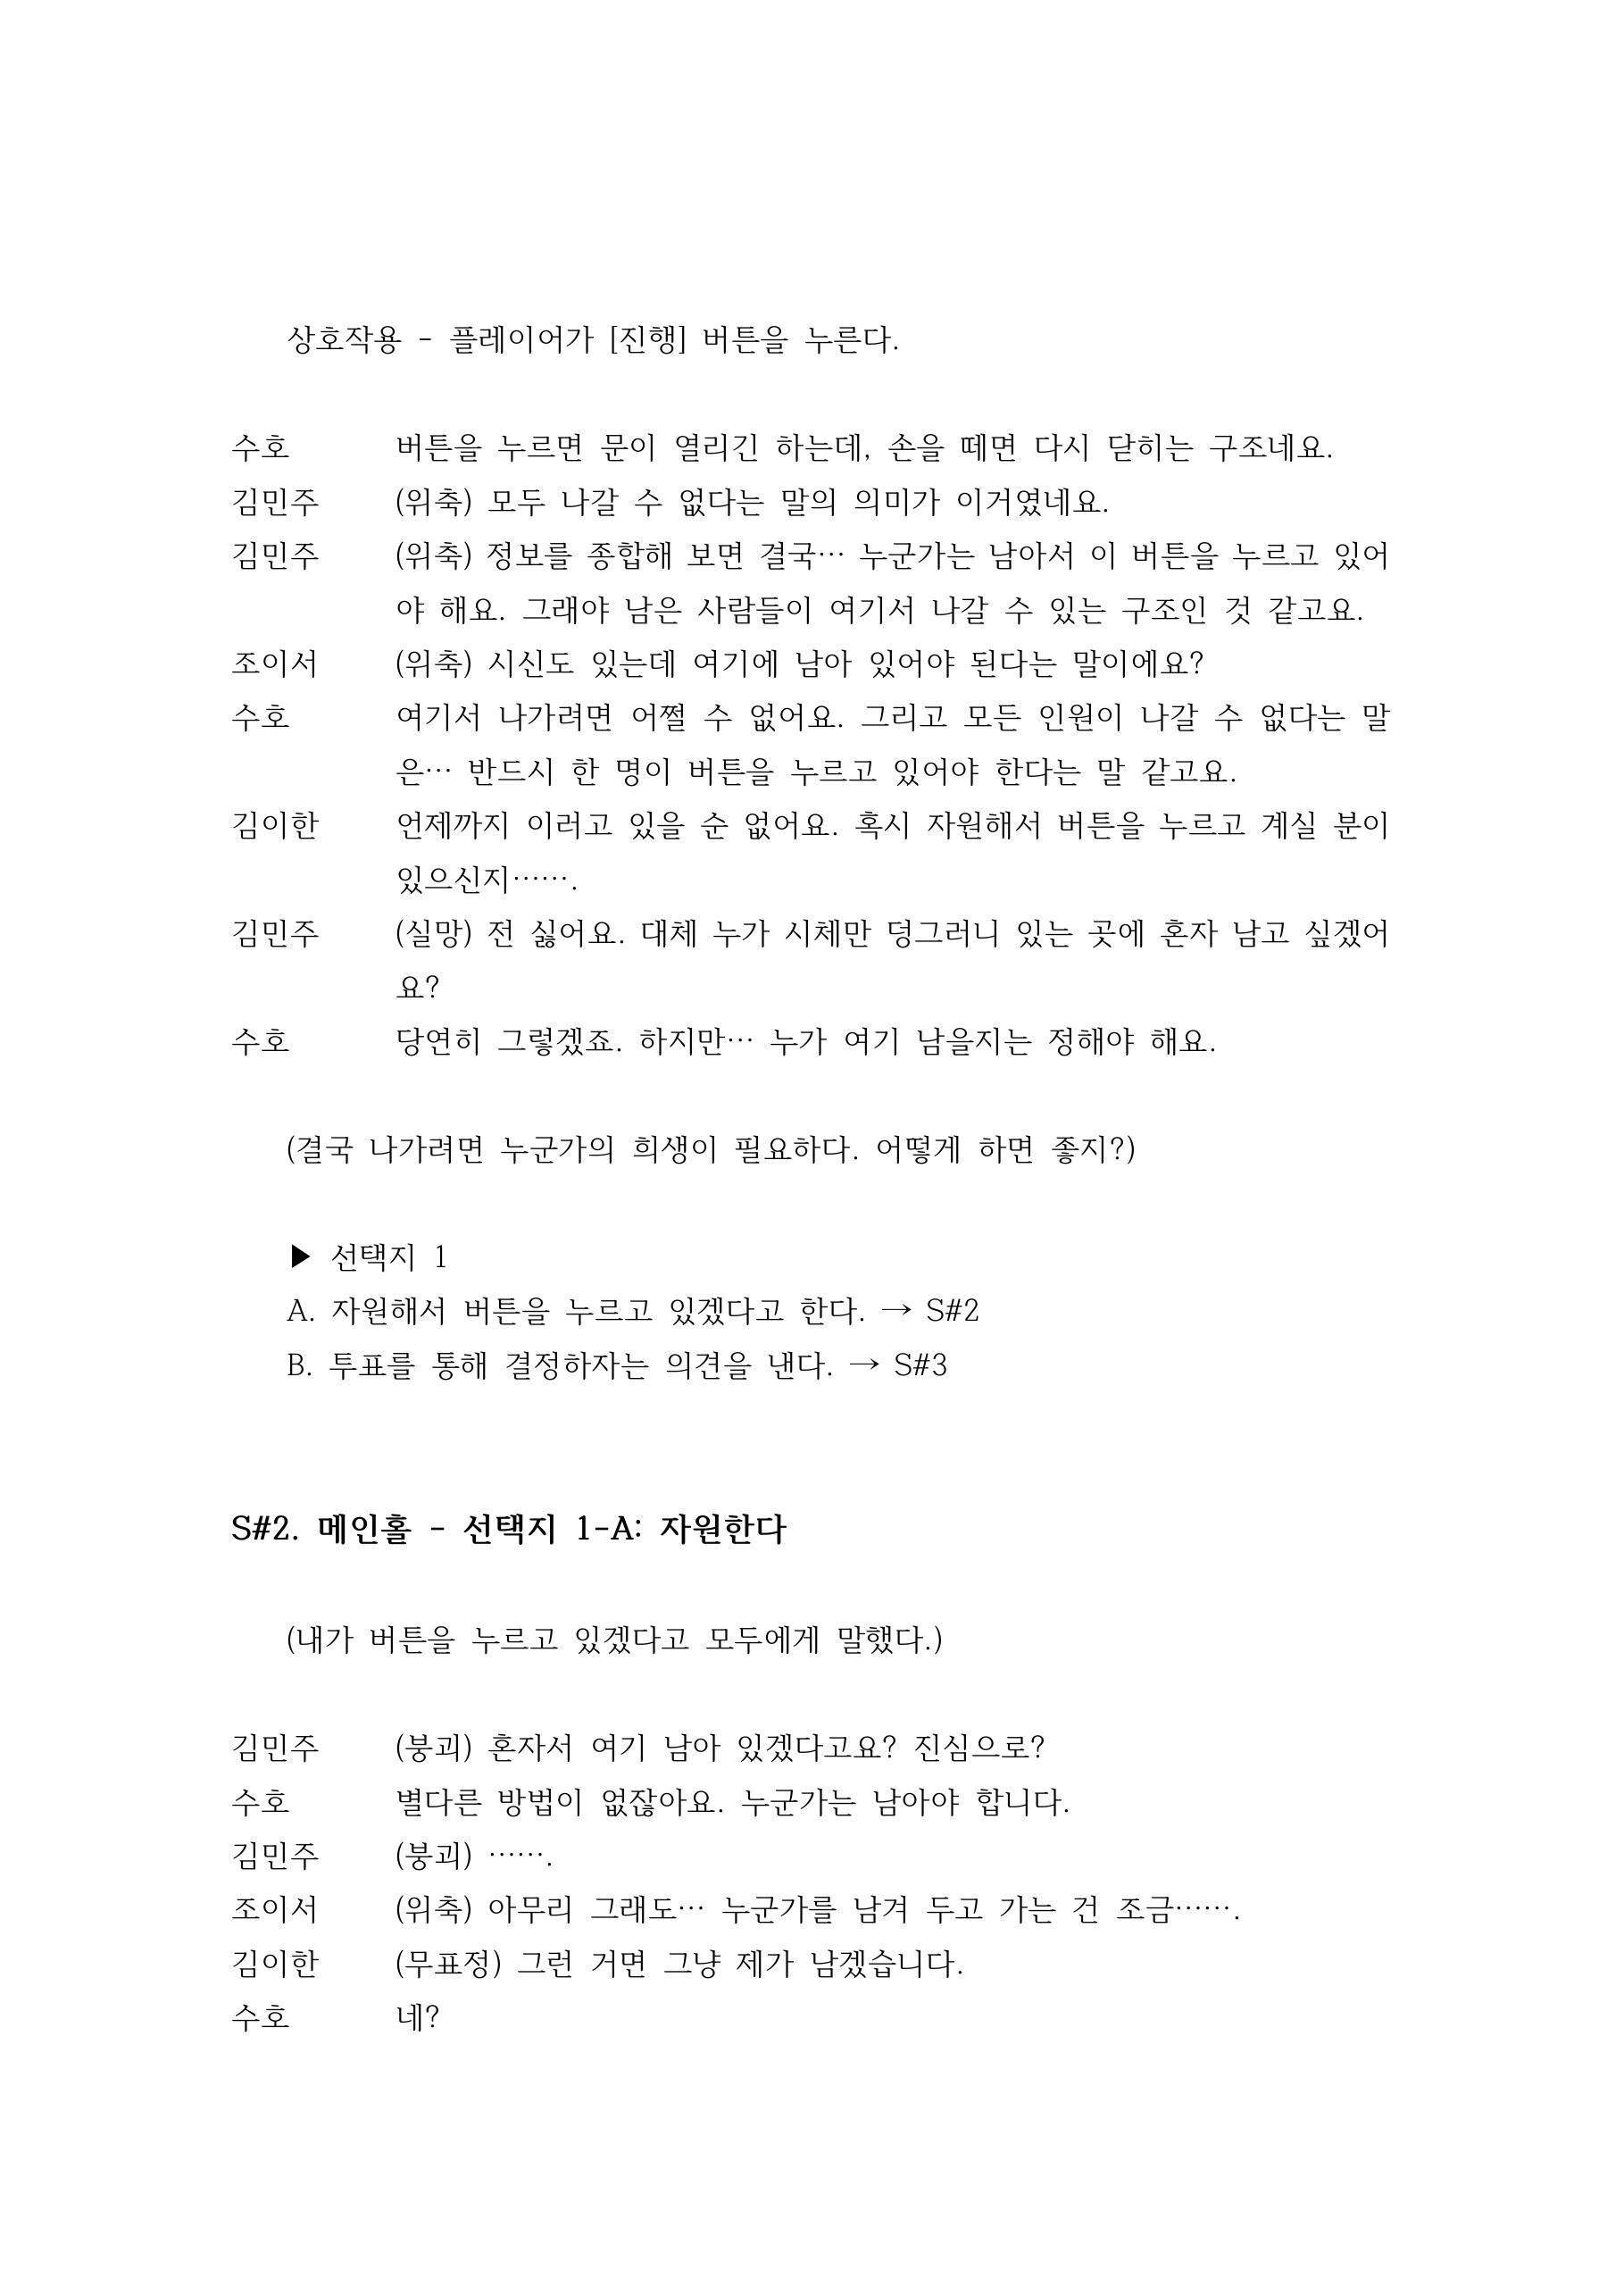 상호작용 - 플레이어가 [진행] 버튼을 누른다.
수호 버튼을 누르면 문이 열리긴 하는데, 손을 떼면 다시 닫히는 구조네요.
김민주 (위축) 모두 나갈 수 없다는 말의 의미가 이거였네요.
김민주 (위축) 정보를 종합해 보면 결국… 누군가는 남아서 이 버튼을 누르고 있어
야 해요. 그래야 남은 사람들이 여기서 나갈 수 있는 구조인 것 같고요.
조이서 (위축) 시신도 있는데 여기에 남아 있어야 된다는 말이에요?
수호 여기서 나가려면 어쩔 수 없어요. 그리고 모든 인원이 나갈 수 없다는 말
은… 반드시 한 명이 버튼을 누르고 있어야 한다는 말 같고요.
김이한 언제까지 이러고 있을 순 없어요. 혹시 자원해서 버튼을 누르고 계실 분이
있으신지…….
김민주 (실망) 전 싫어요. 대체 누가 시체만 덩그러니 있는 곳에 혼자 남고 싶겠어
요?
수호 당연히 그렇겠죠. 하지만… 누가 여기 남을지는 정해야 해요.
(결국 나가려면 누군가의 희생이 필요하다. 어떻게 하면 좋지?)
▶ 선택지 1
A. 자원해서 버튼을 누르고 있겠다고 한다. → S#2
B. 투표를 통해 결정하자는 의견을 낸다. → S#3
S#2. 메인홀 - 선택지 1-A: 자원한다
(내가 버튼을 누르고 있겠다고 모두에게 말했다.)
김민주 (붕괴) 혼자서 여기 남아 있겠다고요? 진심으로?
수호 별다른 방법이 없잖아요. 누군가는 남아야 합니다.
김민주 (붕괴) …….
조이서 (위축) 아무리 그래도… 누군가를 남겨 두고 가는 건 조금…….
김이한 (무표정) 그런 거면 그냥 제가 남겠습니다.
수호 네?